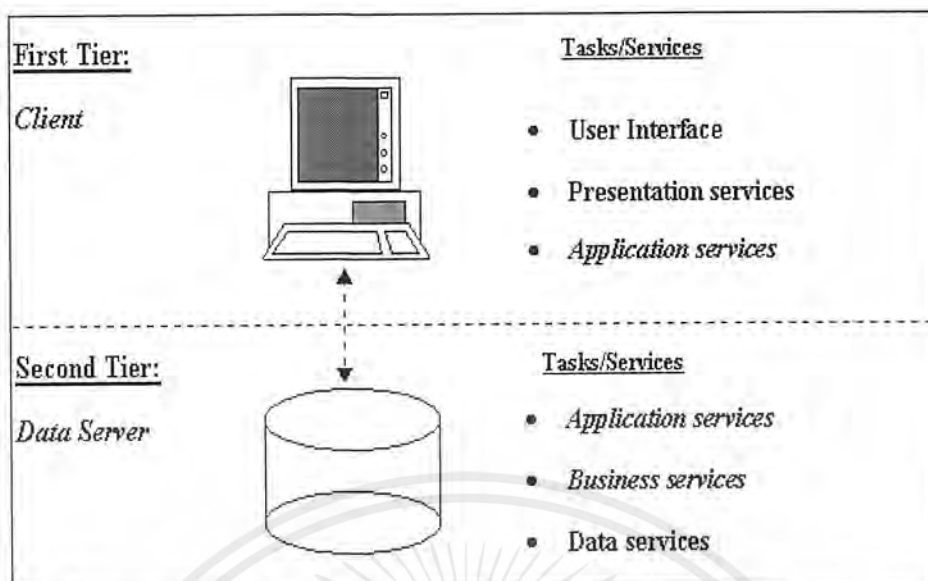 First Tier:
Client
Tasks/Services
• User Interface
• Presentation services
• Application services
Second Tier:
Data Server
Tasks/Services
• Application services
• Business services
• Data services